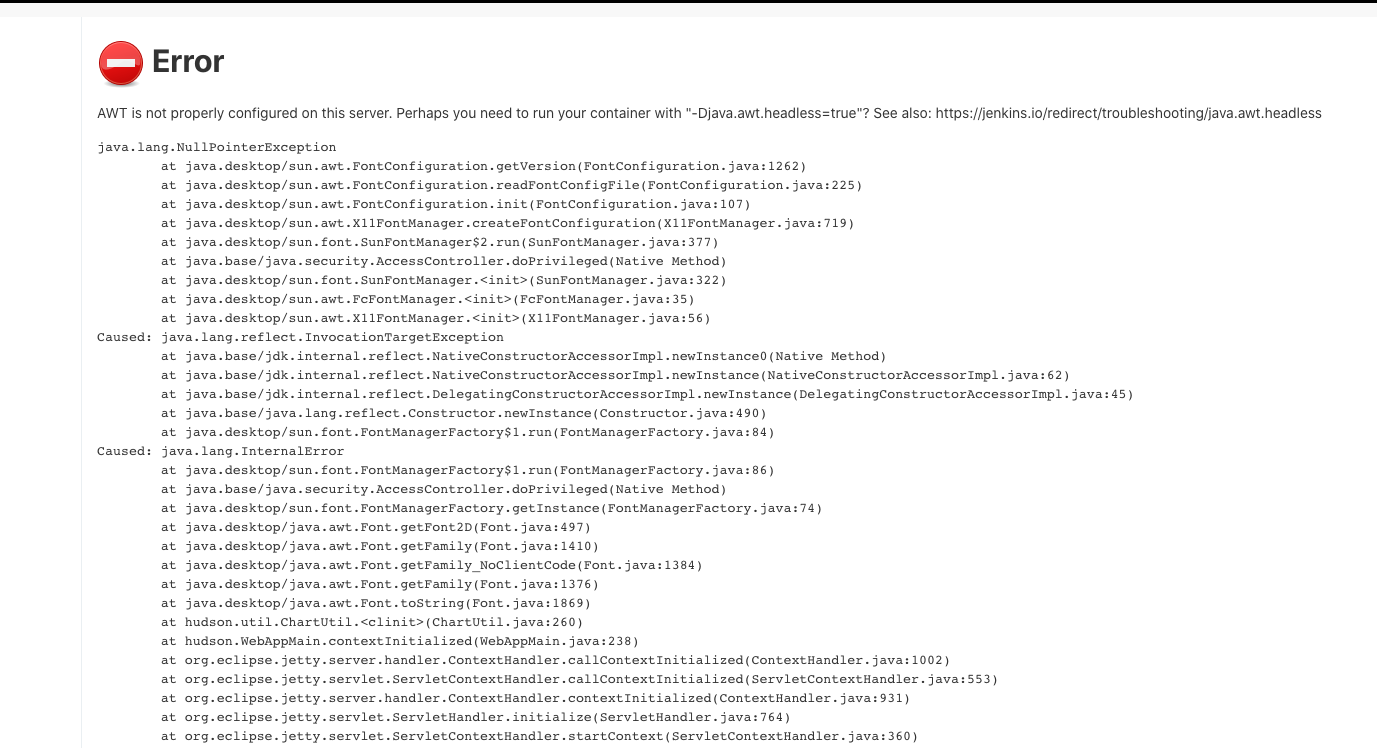 Error
AWT is not properly configured on this server. Perhaps you need to run your container with "-Djava.awt.headless=true"? See also: https://jenkins.io/redirect/troubleshooting/java.awt.headless
java.lang.NullPointerException
at java.desktop/sun.awt.FontConfiguration.getVersion(FontConfiguration.java:1262)
at java.desktop/sun.awt.FontConfiguration.readFontConfigFile(FontConfiguration.java:225)
at java.desktop/sun.awt.FontConfiguration.init(FontConfiguration.java:107)
at java.desktop/sun.awt.X11FontManager.createFontConfiguration(X11FontManager.java:719)
at java.desktop/sun.font.SunFontManager$2.run(SunFontManager.java:377)
at java.base/java.security.AccessController.doPrivileged(Native Method)
at java.desktop/sun.font.SunFontManager.<init>(SunFontManager.java:322)
at java.desktop/sun.awt.FcFontManager.<init>(FcFontManager.java:35)
at java.desktop/sun.awt.X11FontManager.<init>(X11FontManager.java:56)
Caused: java.lang.reflect.InvocationTargetException
at java.base/jdk.internal.reflect.NativeConstructorAccessorImpl.newInstance0(Native Method)
at java.base/jdk.internal.reflect.NativeConstructorAccessorImpl.newInstance(NativeConstructorAccessorImpl.java:62)
at java.base/jdk.internal.reflect.DelegatingConstructorAccessorImpl.newInstance(DelegatingConstructorAccessorImpl.java:45)
at java.base/java.lang.reflect.Constructor.newInstance(Constructor.java:490)
at java.desktop/sun.font.FontManagerFactory$1.run(FontManagerFactory.java:84)
Caused: java.lang.InternalError
at java.desktop/sun.font.FontManagerFactory$1.run(FontManagerFactory.java:86)
at java.base/java.security.AccessController.doPrivileged(Native Method)
at java.desktop/sun.font.FontManagerFactory.getInstance(FontManagerFactory.java:74)
at java.desktop/java.awt.Font.getFont2D(Font.java:497)
at java.desktop/java.awt.Font.getFamily(Font.java:1410)
at java.desktop/java.awt.Font.getFamily_NoClientCode(Font.java:1384)
at java.desktop/java.awt.Font.getFamily(Font.java:1376)
at java.desktop/java.awt.Font.toString(Font.java:1869)
at hudson.util.ChartUtil.<clinit>(ChartUtil.java:260)
at hudson.WebAppMain.contextInitialized(WebAppMain.java:238)
at org.eclipse.jetty.server.handler.ContextHandler.callContextInitialized(ContextHandler.java:1002)
at org.eclipse.jetty.servlet.ServletContextHandler.callContextInitialized(ServletContextHandler.java:553)
at org.eclipse.jetty.server.handler.ContextHandler.contextInitialized(ContextHandler.java:931)
at org.eclipse.jetty.servlet.ServletHandler.initialize(ServletHandler.java:764)
at org.eclipse.jetty.servlet.ServletContextHandler.startContext(ServletContextHandler.java:360)